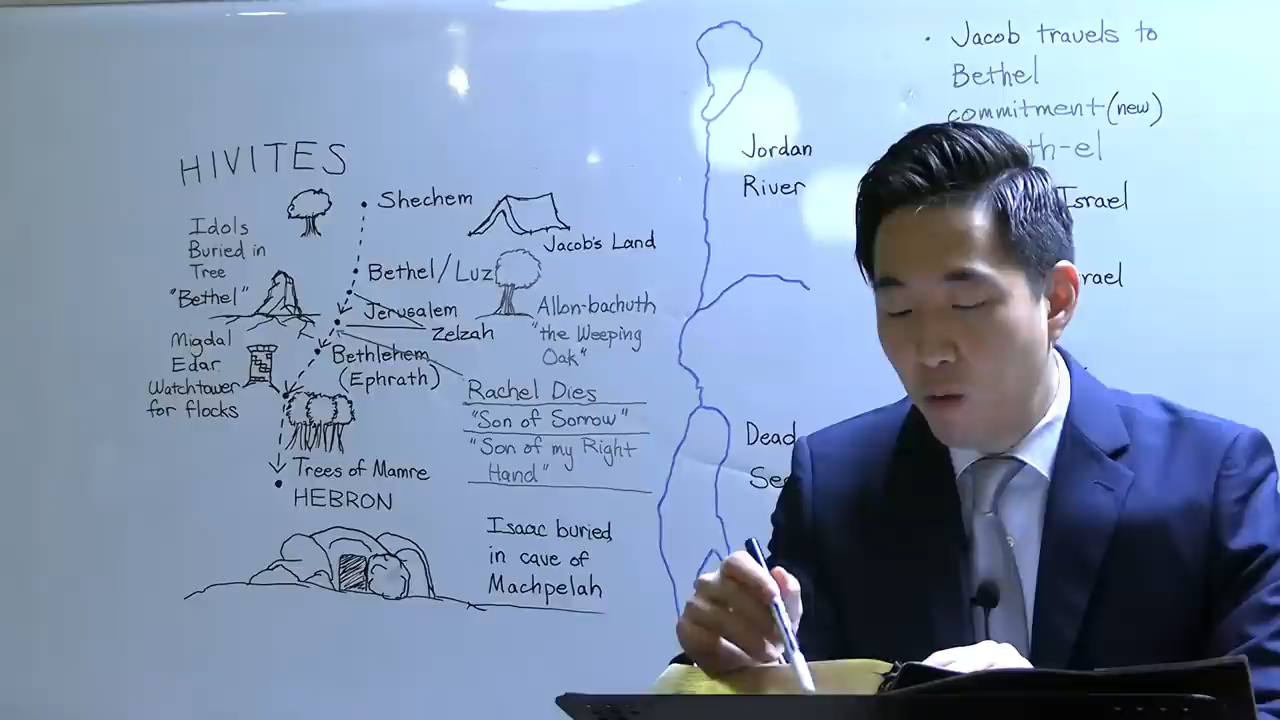 HIVITES
Shechem
Idols
Buried in
Tree
Jacob's Land
Bethel/Luz
"Bethel"
Jerusalem
Zelzah
Allon-bachuth
"the Weeping
Oak"
Migdal
Edar
Watchtower
for flocks
Bethlehem
(Ephrath)
Rachel Dies
"Son of Sorrow"
"Son of my Right
Hand"
Trees of Mamre
HEBRON
Isaac buried
in cave of
Machpelah
Jordan
River
Dead
· Jacob travels to
Bethel
commitment (new)
th-el
Israel
rael